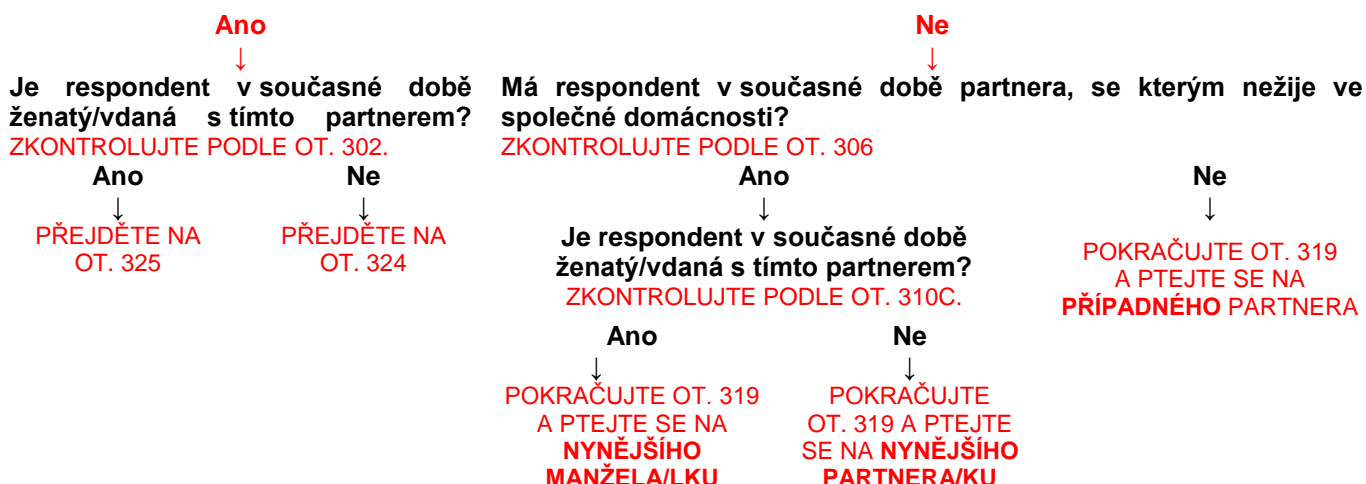 Ano
↓
Je respondent v současné době
ženatý/vdaná s tímto partnerem?
ZKONTROLUJTE PODLE OT. 302.
Ano
↓
PŘEJDĚTE NA
OT. 325
Ne
↓
PŘEJDĚTE NA
OT. 324
Ne
↓
Má respondent v současné době partnera, se kterým nežije ve
společné domácnosti?
ZKONTROLUJTE PODLE OT. 306
Ano
↓
Je respondent v současné době
ženatý/vdaná s tímto partnerem?
ZKONTROLUJTE PODLE OT. 310C.
Ano
↓
POKRAČUJTE OT. 319
A PTEJTE SE NA
NYNĚJŠÍHO
MANŽELA/LKU
Ne
↓
POKRAČUJTE
OT. 319 A PTEJTE
SE NA NYNĚJŠÍHO
PARTNERA/KU
Ne
↓
POKRAČUJTE OT. 319
A PTEJTE SE NA
PŘÍPADNÉHO PARTNERA